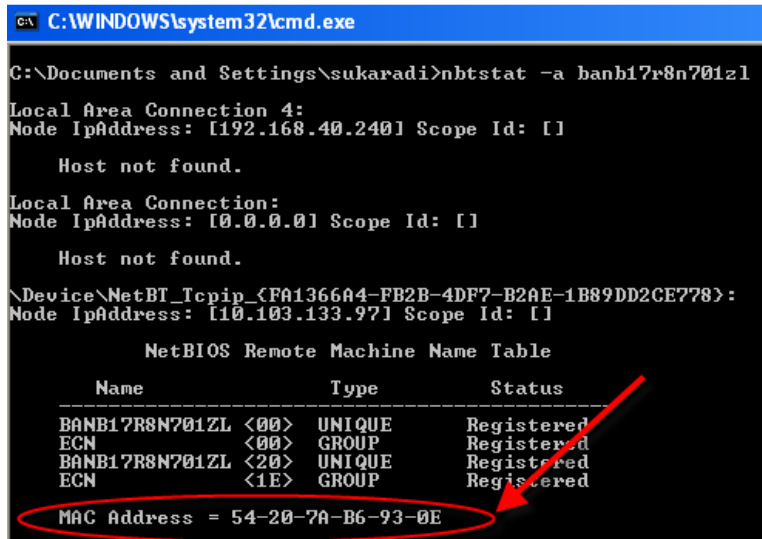 C:\WINDOWS\system32\cmd.exe
C:\Documents and Settings\sukaradi>nbtstat -a banb17r8n701zl
Local Area Connection 4:
Node IpAddress: [192.168.40.240] Scope Id: []
Host not found.
Local Area Connection:
Node IpAddress: [0.0.0.0] Scope Id: []
Host not found.
\Device\NetBT_Tcpip_{FA1366A4-FB2B-4DF7-B2AE-1B89DD2CE778}:
Node IpAddress: [10.103.133.97] Scope Id: []
NetBIOS Remote Machine Name Table
Name Type Status
---------------------------------------------
BANB17R8N701ZL <00> UNIQUE Registered
ECN <00> GROUP Registered
BANB17R8N701ZL <20> UNIQUE Registered
ECN <1E> GROUP Registered
MAC Address = 54-20-7A-B6-93-0E